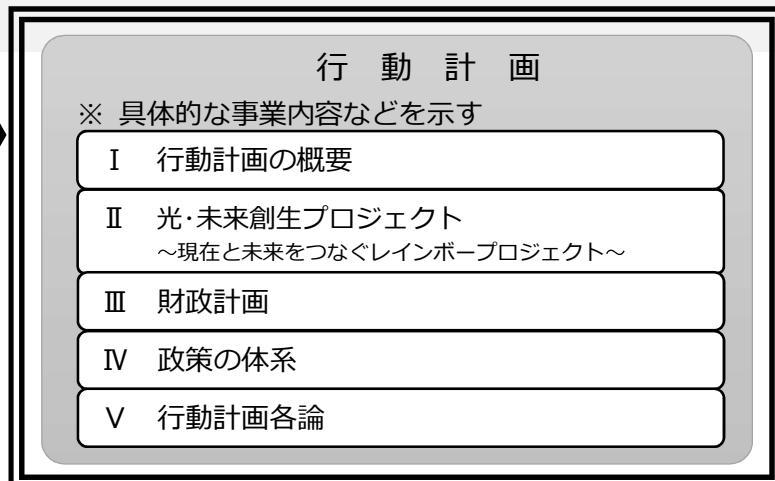 行 動 計 画
※ 具体的な事業内容などを示す
Ⅰ 行動計画の概要
Ⅱ 光・未来創生プロジェクト
～現在と未来をつなぐレインボープロジェクト～
Ⅲ 財政計画
Ⅳ 政策の体系
Ⅴ 行動計画各論